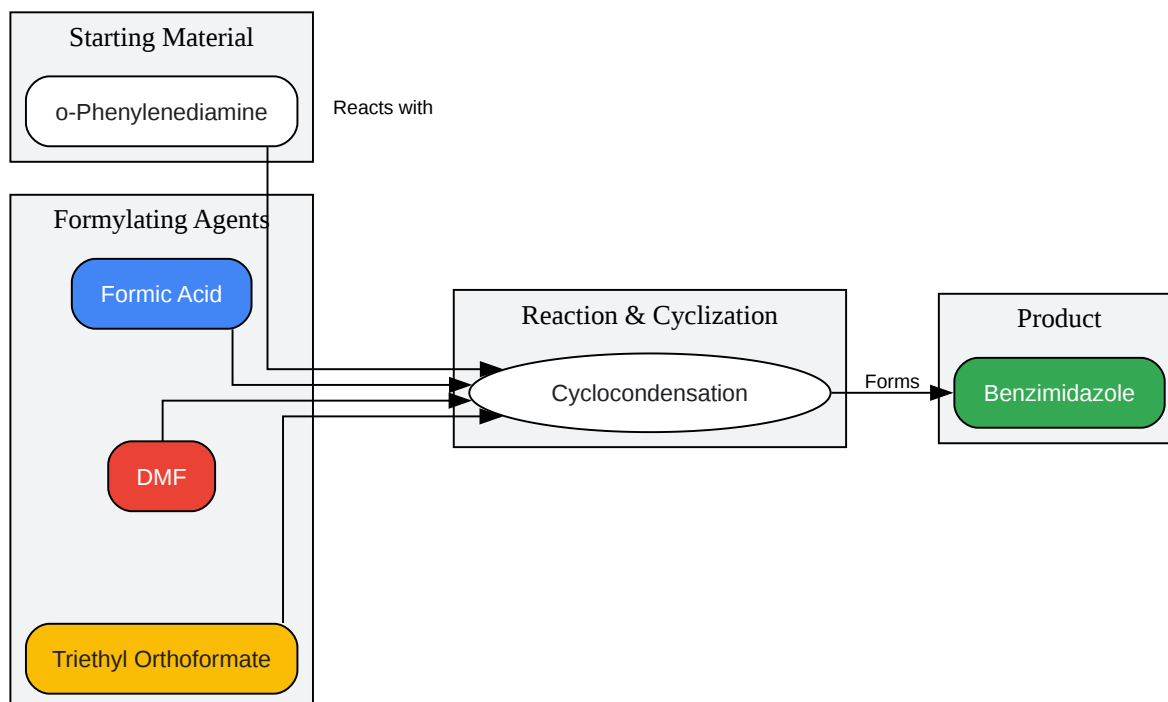 Starting Material
o-Phenylenediamine
Reacts with
Formylating Agents
Formic Acid
DMF
Triethyl Orthoformate
Reaction & Cyclization
Cyclocondensation
Forms
Product
Benzimidazole